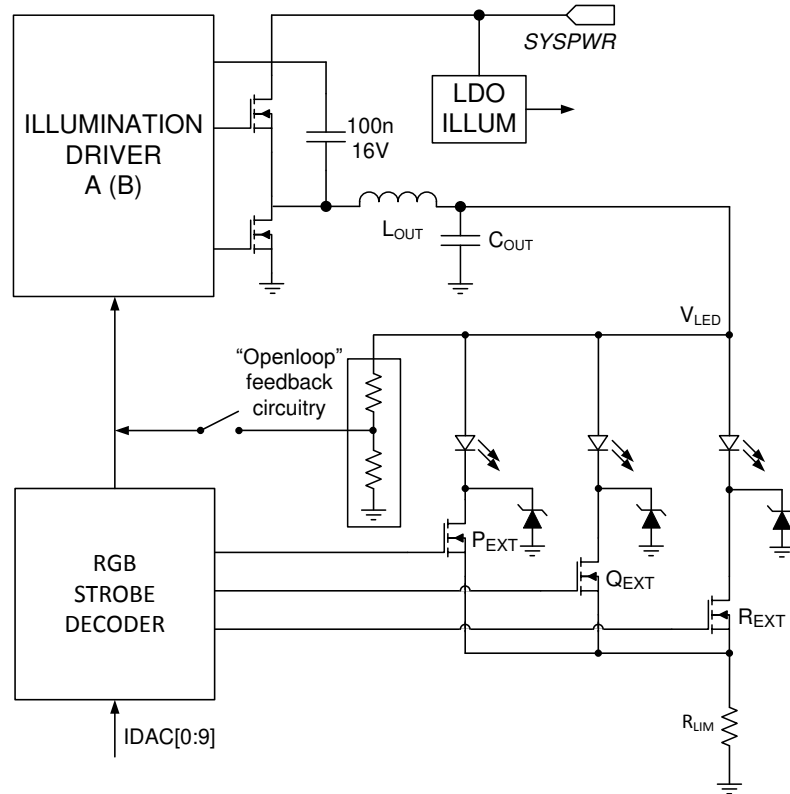 SYSPWR
ILLUMINATION
DRIVER
A (B)
100n
16V
LDO
ILLUM
LOUT
COUT
VLED
“Openloop”
feedback
circuitry
PEXT
QEXT
REXT
RGB
STROBE
DECODER
RLIM
IDAC[0:9]